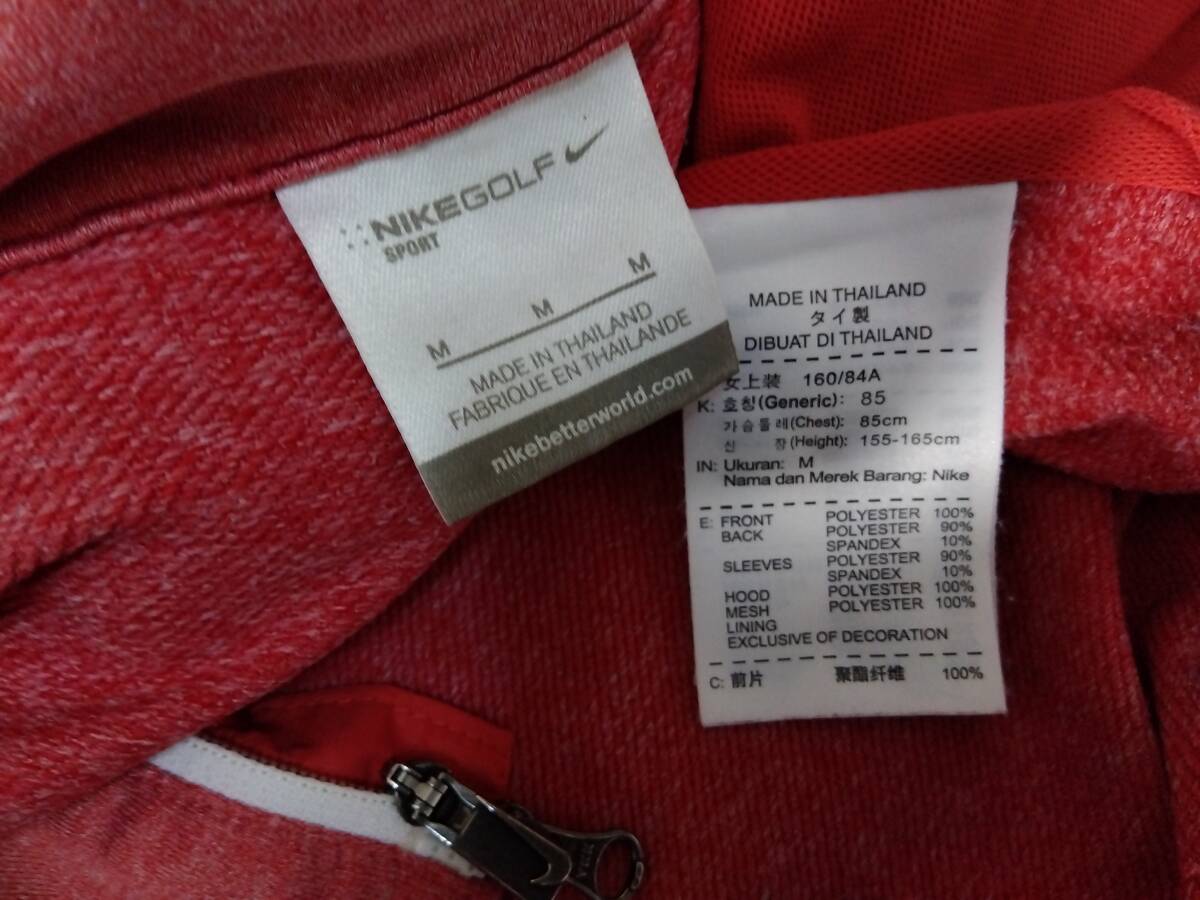 NIKEGOLF
SPORT
M M M
MADE IN THAILAND
FABRIQUE EN THAILANDE
nikebetterworld.com
MADE IN THAILAND
タイ製
DIBUAT DI THAILAND
女上装 160/84A
K: 호칭(Generic): 85
가슴둘레(Chest): 85cm
신 장(Height): 155-165cm
IN: Ukuran: M
Nama dan Merek Barang: Nike
E: FRONT POLYESTER 100%
BACK POLYESTER 90%
SPANDEX 10%
SLEEVES POLYESTER 90%
SPANDEX 10%
HOOD POLYESTER 100%
MESH POLYESTER 100%
LINING
EXCLUSIVE OF DECORATION
C: 前片 聚酯纤维 100%